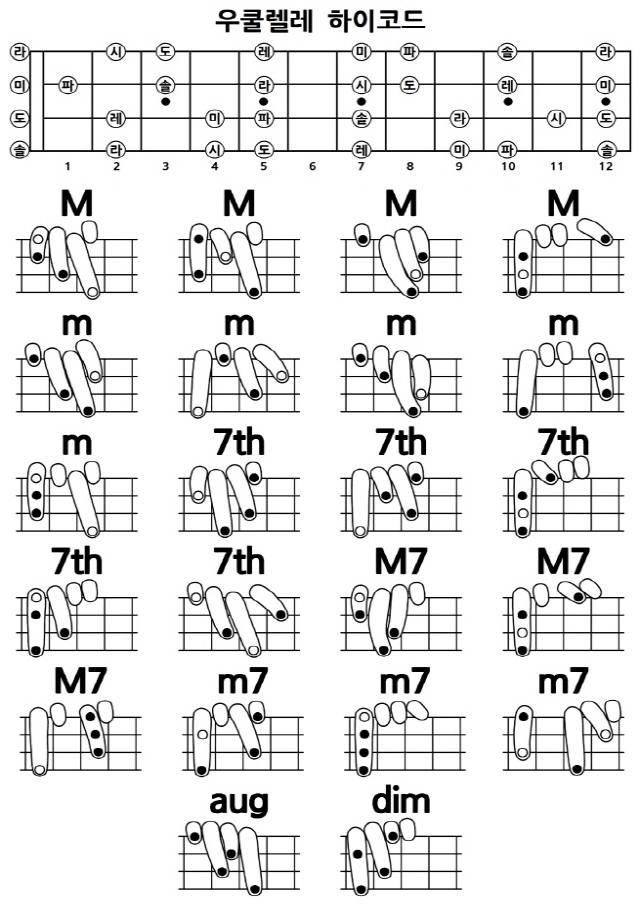 우쿨렐레 하이코드
라 시 도 레 미 파 솔 라
미 파 솔 라 시 도 레 미
도 레 미 파 솔 라 시 도
솔 라 시 도 레 미 파 솔
1 2 3 4 5 6 7 8 9 10 11 12
M M M M
m m m m
m 7th 7th 7th
7th 7th M7 M7
M7 m7 m7 m7
aug dim